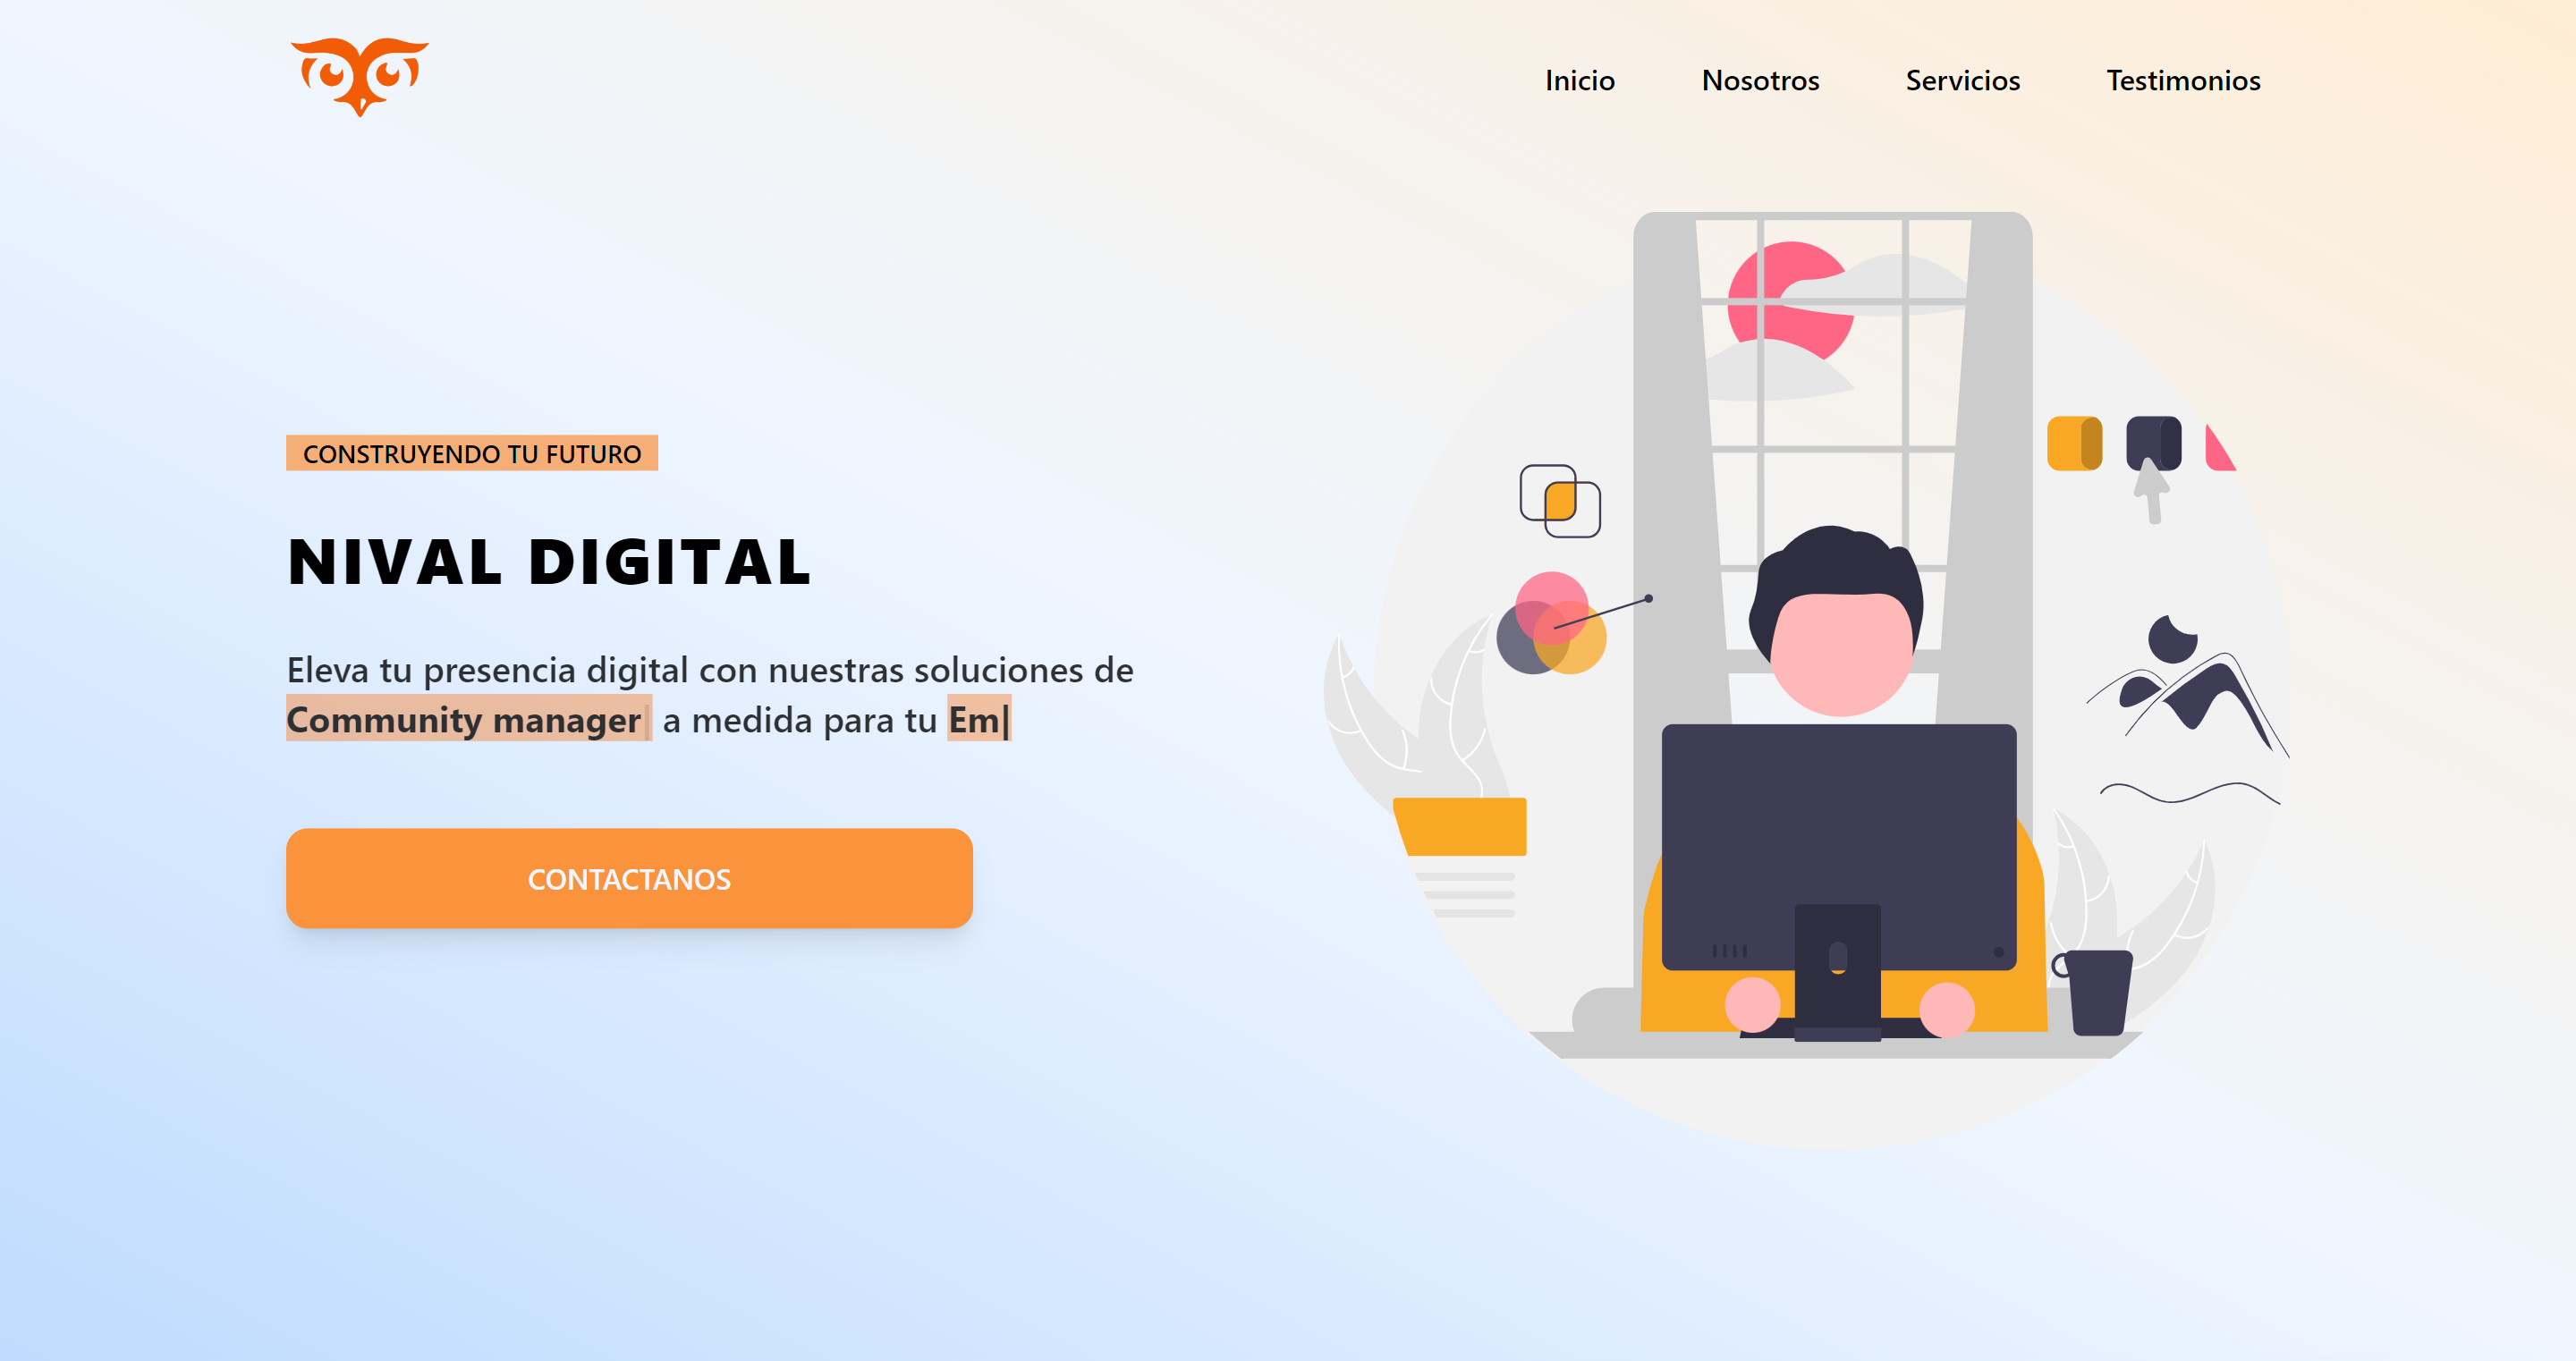 Inicio Nosotros Servicios Testimonios
CONSTRUYENDO TU FUTURO
NIVAL DIGITAL
Eleva tu presencia digital con nuestras soluciones de
Community manager| a medida para tu Em|
CONTACTANOS